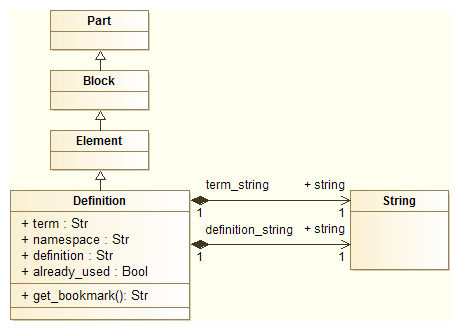 Part
Block
Element
Definition
+ term : Str
+ namespace : Str
+ definition : Str
+ already_used : Bool
+ get_bookmark(): Str
term_string + string
1 1
definition_string + string
1 1
String